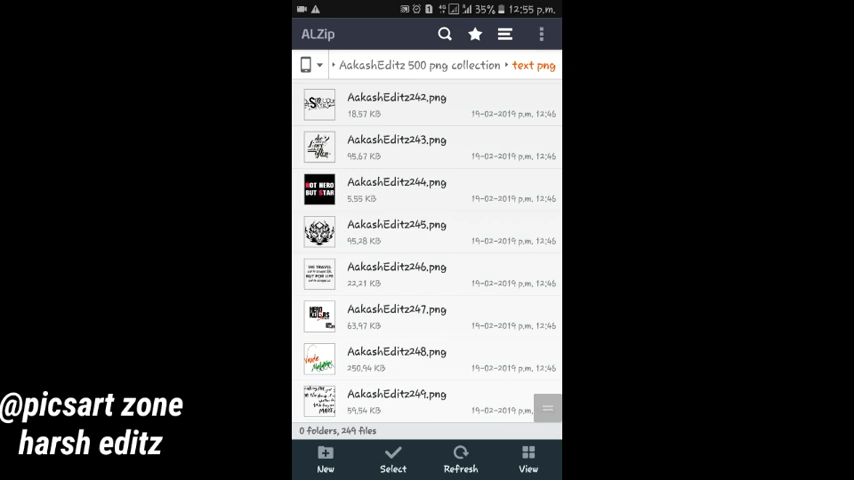 35% 12:55 p.m.
ALZip
AakashEditz 500 png collection text png
AakashEditz242.png
18.57 KB 19-02-2019 p.m. 12:46
AakashEditz243.png
95.67 KB 19-02-2019 p.m. 12:46
NOT HERO
BUT STAR
AakashEditz244.png
5.55 KB 19-02-2019 p.m. 12:46
AakashEditz245.png
95.28 KB 19-02-2019 p.m. 12:46
AakashEditz246.png
22.21 KB 19-02-2019 p.m. 12:46
AakashEditz247.png
63.97 KB 19-02-2019 p.m. 12:46
AakashEditz248.png
250.94 KB 19-02-2019 p.m. 12:46
AakashEditz249.png
59.54 KB 19-02-2019 p.m.
0 folders, 249 files
New Select Refresh View
@picsart zone
harsh editz